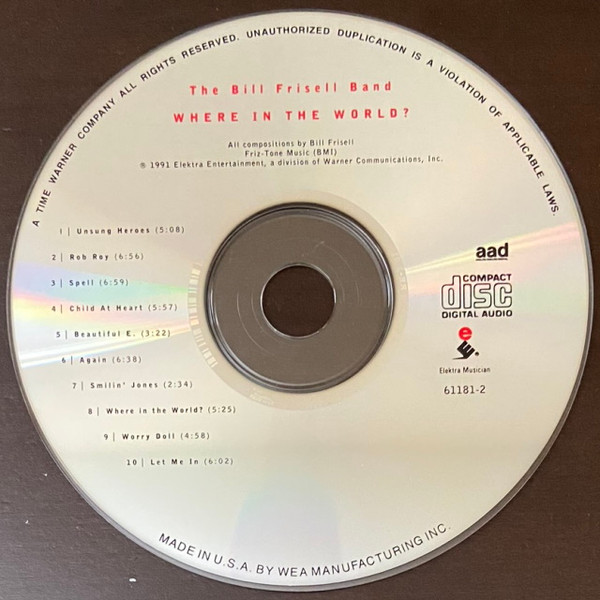 A TIME WARNER COMPANY ALL RIGHTS RESERVED. UNAUTHORIZED DUPLICATION IS A VIOLATION OF APPLICABLE LAWS.
The Bill Frisell Band
WHERE IN THE WORLD?
All compositions by Bill Frisell
Friz-Tone Music (BMI)
℗ 1991 Elektra Entertainment, a division of Warner Communications, Inc.
1 | Unsung Heroes (5:08)
2 | Rob Roy (6:56)
3 | Spell (6:59)
4 | Child At Heart (5:57)
5 | Beautiful E. (3:22)
6 | Again (6:38)
7 | Smilin' Jones (2:34)
8 | Where in the World? (5:25)
9 | Worry Doll (4:58)
10 | Let Me In (6:02)
aad
COMPACT
disc
DIGITAL AUDIO
Elektra Musician
61181-2
MADE IN U.S.A. BY WEA MANUFACTURING INC.